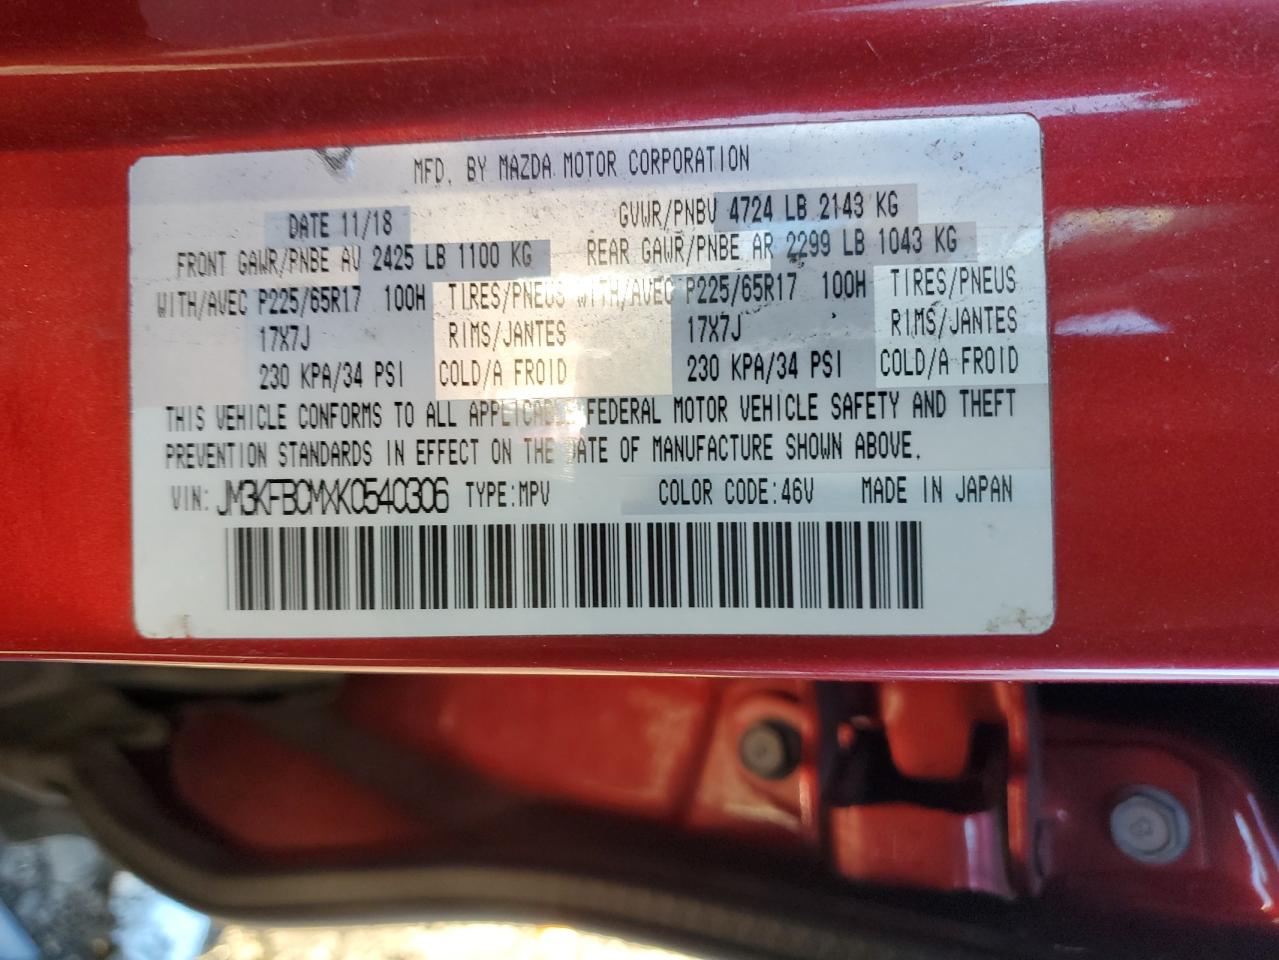 MFD. BY MAZDA MOTOR CORPORATION
DATE 11/18 GVWR/PNBV 4724 LB 2143 KG
FRONT GAWR/PNBE AV 2425 LB 1100 KG REAR GAWR/PNBE AR 2299 LB 1043 KG
WITH/AVEC P225/65R17 100H TIRES/PNEUS WITH/AVEC P225/65R17 100H TIRES/PNEUS
17X7J RIMS/JANTES 17X7J RIMS/JANTES
230 KPA/34 PSI COLD/A FROID 230 KPA/34 PSI COLD/A FROID
THIS VEHICLE CONFORMS TO ALL APPLICABLE FEDERAL MOTOR VEHICLE SAFETY AND THEFT
PREVENTION STANDARDS IN EFFECT ON THE DATE OF MANUFACTURE SHOWN ABOVE.
VIN: JM3KFBCMXK0540306 TYPE:MPV COLOR CODE:46V MADE IN JAPAN